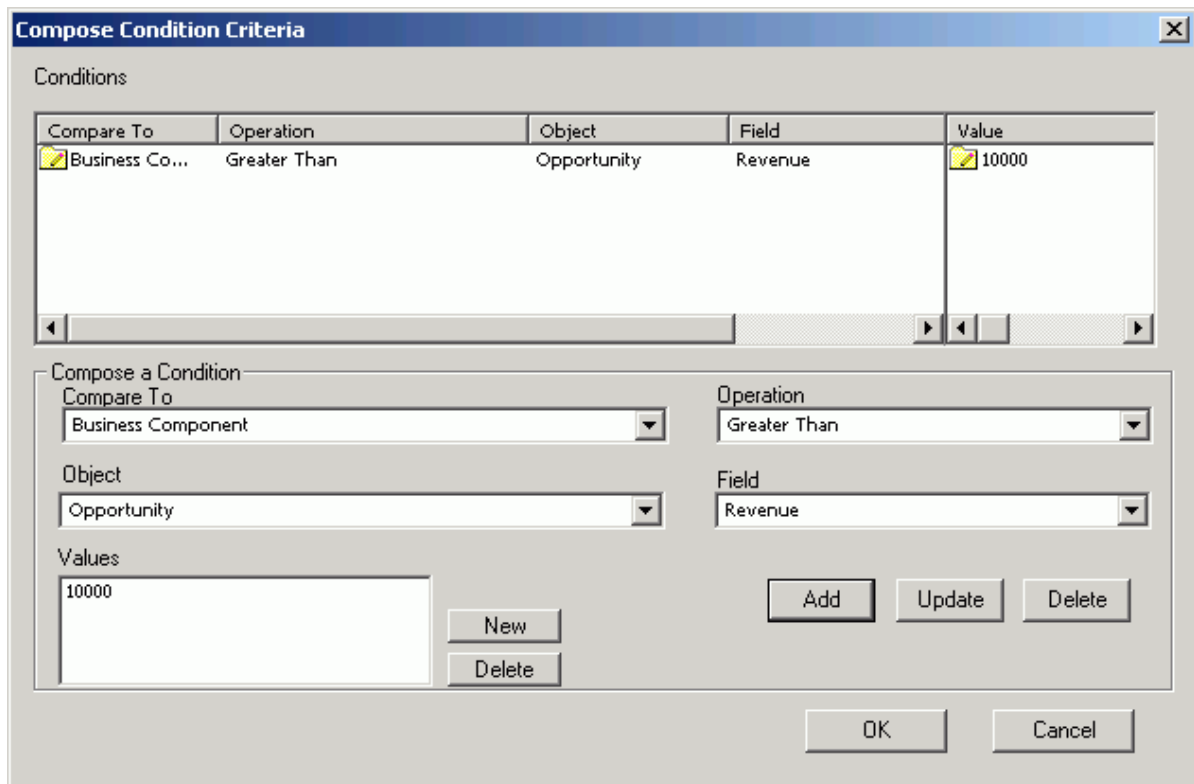 Compose Condition Criteria
Conditions
Compare To Operation Object Field Value
Business Co... Greater Than Opportunity Revenue 10000
Compose a Condition
Compare To Operation
Business Component Greater Than
Object Field
Opportunity Revenue
Values
10000
Add Update Delete
New
Delete
OK Cancel